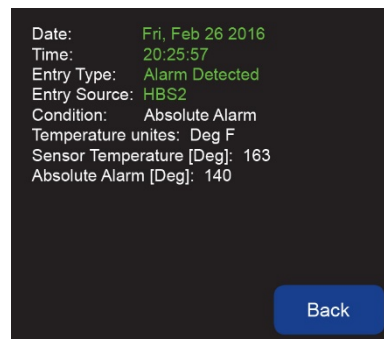 Date: Fri, Feb 26 2016
Time: 20:25:57
Entry Type: Alarm Detected
Entry Source: HBS2
Condition: Absolute Alarm
Temperature unites: Deg F
Sensor Temperature [Deg]: 163
Absolute Alarm [Deg]: 140
Back